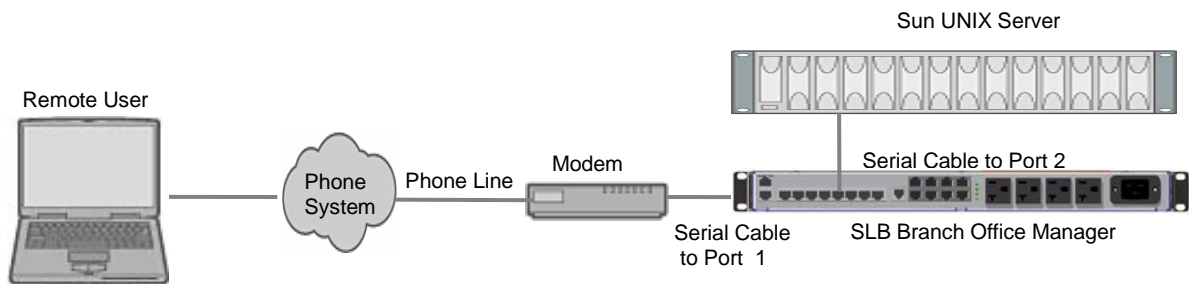 Sun UNIX Server
Remote User
Phone
System
Phone Line
Modem
Serial Cable to Port 2
Serial Cable
to Port 1
SLB Branch Office Manager